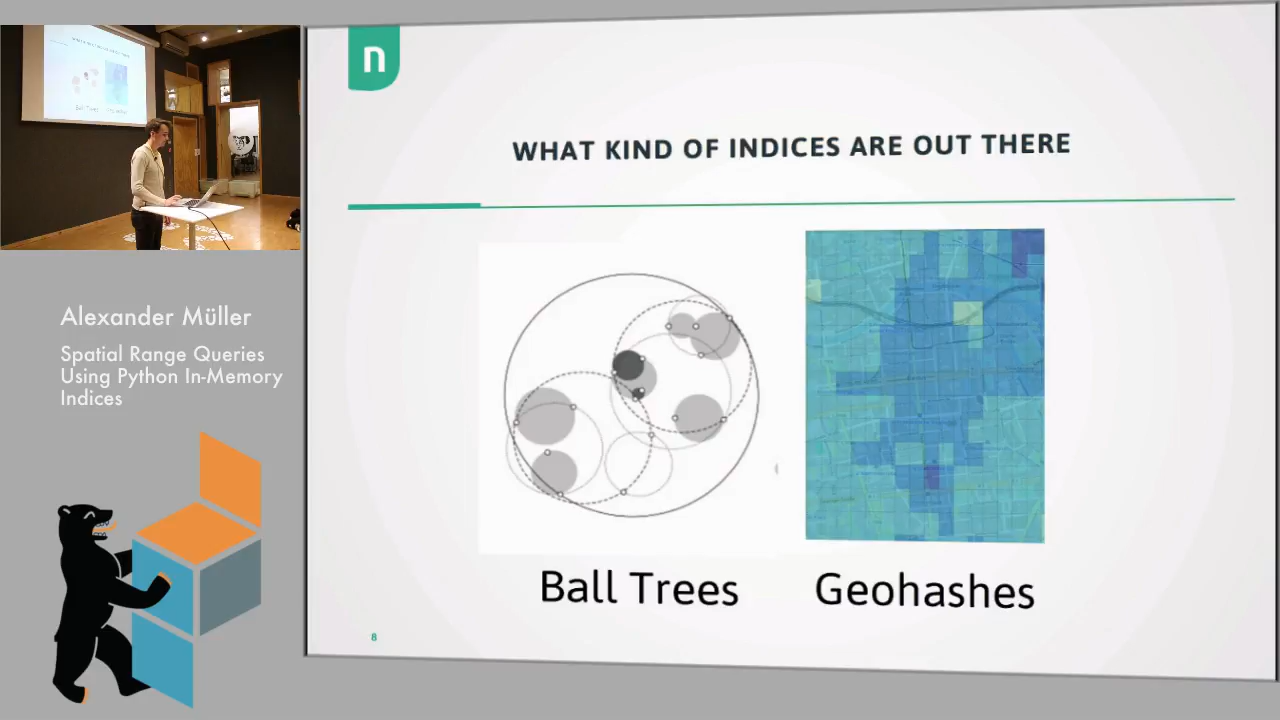 n
WHAT KIND OF INDICES ARE OUT THERE
Alexander Müller
Spatial Range Queries
Using Python In-Memory
Indices
Ball Trees
Geohashes
8